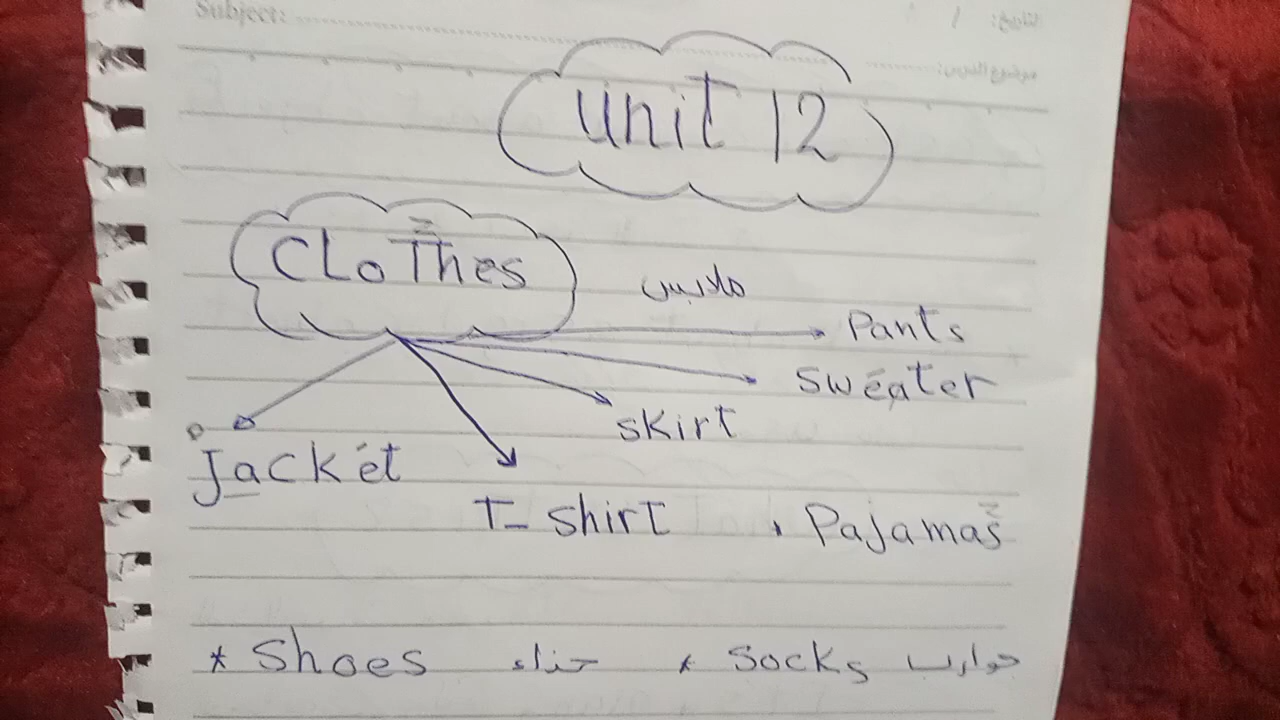 Subject:
التاريخ: /
موضوع الدرس:
Unit 12
CLoThes
ملابس
Pants
sweater
skirt
Jacket
T- shirt
, Pajamas
* Shoes حذاء * Socks جوارب